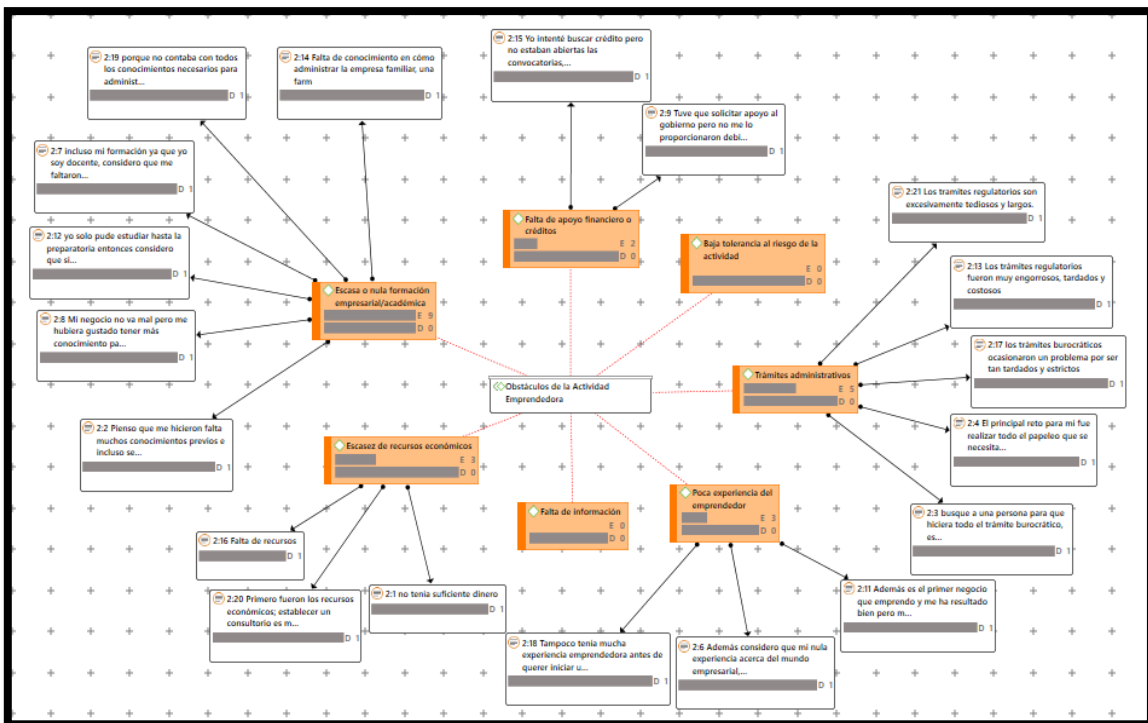 2:15 Yo intenté buscar crédito pero
no estaban abiertas las
convocatorias,...
D 1
2:19 porque no contaba con todos
los conocimientos necesarios para
administ...
D 1
2:14 Falta de conocimiento en cómo
administrar la empresa familiar, una
farm
D 1
2:9 Tuve que solicitar apoyo al
gobierno pero no me lo
proporcionaron debi...
D 1
2:7 incluso mi formación ya que yo
soy docente, considero que me
faltaron...
D 1
2:21 Los tramites regulatorios son
excesivamente tediosos y largos.
D 1
Falta de apoyo financiero o
créditos
E 2
D 0
Baja tolerancia al riesgo de la
actividad
E 0
D 0
2:12 yo solo pude estudiar hasta la
preparatoria entonces considero
que si...
D 1
2:13 Los trámites regulatorios
fueron muy engorrosos, tardados y
costosos
D 1
Escasa o nula formación
empresarial/académica
E 9
D 0
2:8 Mi negocio no va mal pero me
hubiera gustado tener más
conocimiento pa...
D 1
2:17 los trámites burocráticos
ocasionaron un problema por ser
tan tardados y estrictos
D 1
Trámites administrativos
E 5
D 0
Obstáculos de la Actividad
Emprendedora
2:2 Pienso que me hicieron falta
muchos conocimientos previos e
incluso se...
D 1
2:4 El principal reto para mi fue
realizar todo el papeleo que se
necesita...
D 1
Escasez de recursos económicos
E 3
D 0
Poca experiencia del
emprendedor
E 3
D 0
Falta de información
E 0
D 0
2:3 busque a una persona para que
hiciera todo el trámite burocrático,
es...
D 1
2:16 Falta de recursos
D 1
2:20 Primero fueron los recursos
económicos; establecer un
consultorio es m...
D 1
2:1 no tenia suficiente dinero
D 1
2:11 Además es el primer negocio
que emprendo y me ha resultado
bien pero m...
D 1
2:18 Tampoco tenia mucha
experiencia emprendedora antes de
querer iniciar u...
D 1
2:6 Además considero que mi nula
experiencia acerca del mundo
empresarial,...
D 1